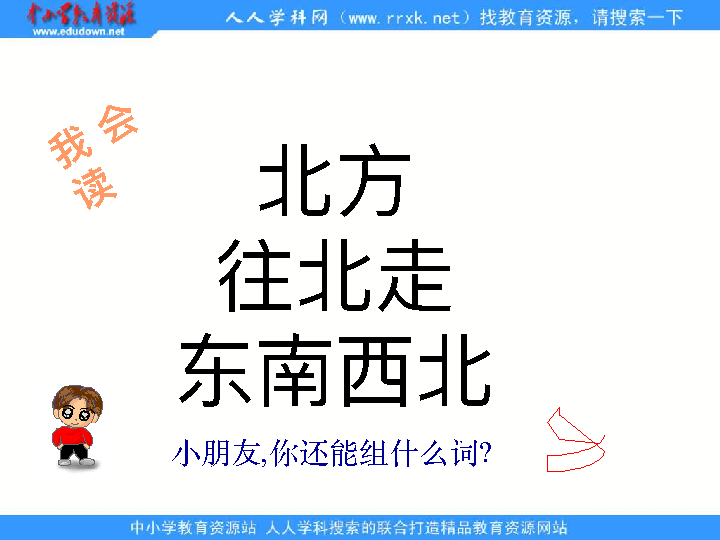 中小学教育资源
www.edudown.net
人人学科网（www.rrxk.net）找教育资源，请搜索一下
我会
读
北方
往北走
东南西北
小朋友,你还能组什么词?
中小学教育资源站 人人学科搜索的联合打造精品教育资源网站